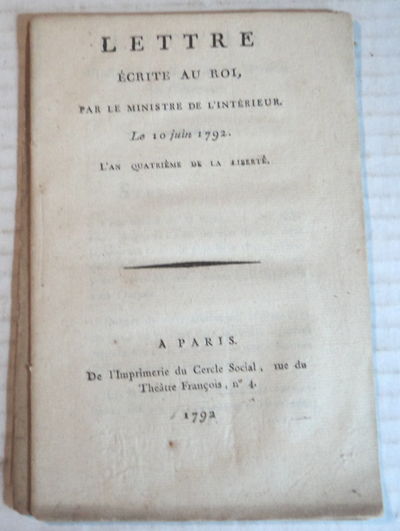 LETTRE
ÉCRITE AU ROI,
PAR LE MINISTRE DE L'INTÉRIEUR.
Le 10 juin 1792.
L'AN QUATRIÈME DE LA LIBERTÉ.
A PARIS.
De l'Imprimerie du Cercle Social, rue du
Théâtre François, n° 4.
1792